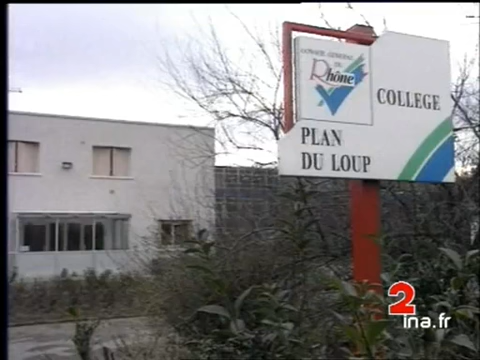 CONSEIL GENERAL
DU
Rhône
COLLEGE
PLAN
DU LOUP
2
ina.fr